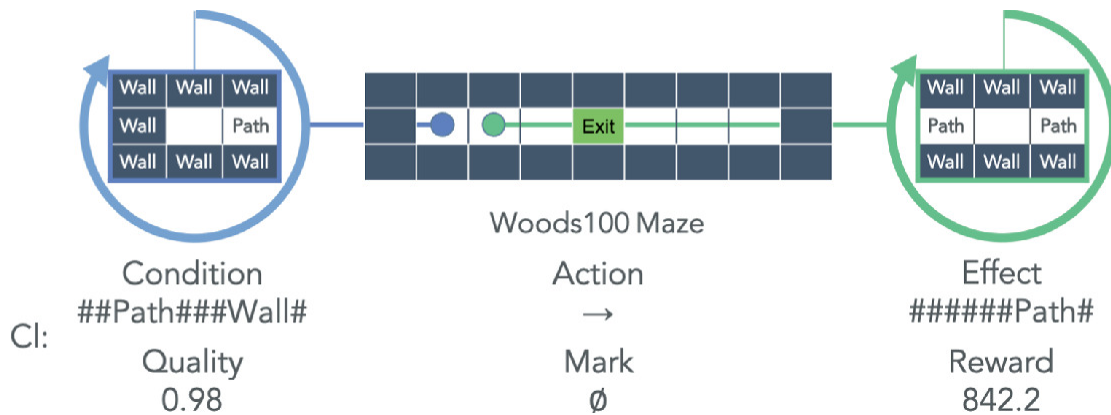 Wall Wall Wall
Wall Path
Wall Wall Wall
Exit
Wall Wall Wall
Path Path
Wall Wall Wall
Woods100 Maze
Condition
##Path###Wall#
Action
→
Effect
######Path#
Cl:
Quality
0.98
Mark
∅
Reward
842.2